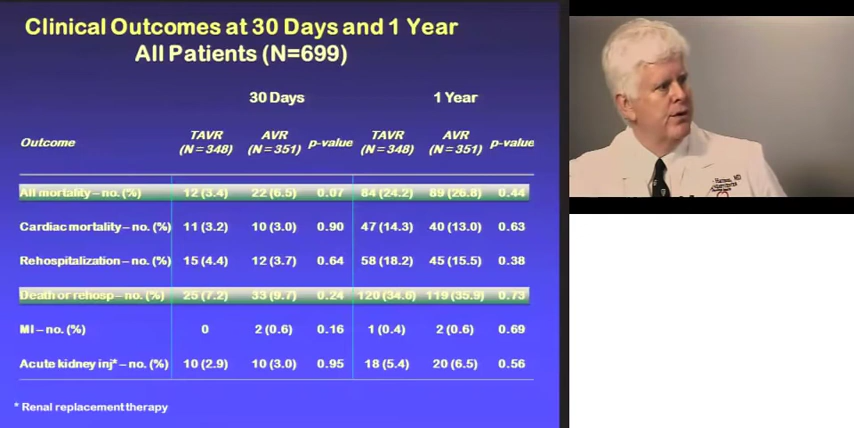 Clinical Outcomes at 30 Days and 1 Year
All Patients (N=699)
30 Days 1 Year
Outcome TAVR (N = 348) AVR (N = 351) p-value TAVR (N = 348) AVR (N = 351) p-value
All mortality – no. (%) 12 (3.4) 22 (6.5) 0.07 84 (24.2) 89 (26.8) 0.44
Cardiac mortality – no. (%) 11 (3.2) 10 (3.0) 0.90 47 (14.3) 40 (13.0) 0.63
Rehospitalization – no. (%) 15 (4.4) 12 (3.7) 0.64 58 (18.2) 45 (15.5) 0.38
Death or rehosp – no. (%) 25 (7.2) 33 (9.7) 0.24 120 (34.6) 119 (35.9) 0.73
MI – no. (%) 0 2 (0.6) 0.16 1 (0.4) 2 (0.6) 0.69
Acute kidney inj* – no. (%) 10 (2.9) 10 (3.0) 0.95 18 (5.4) 20 (6.5) 0.56
* Renal replacement therapy
MD